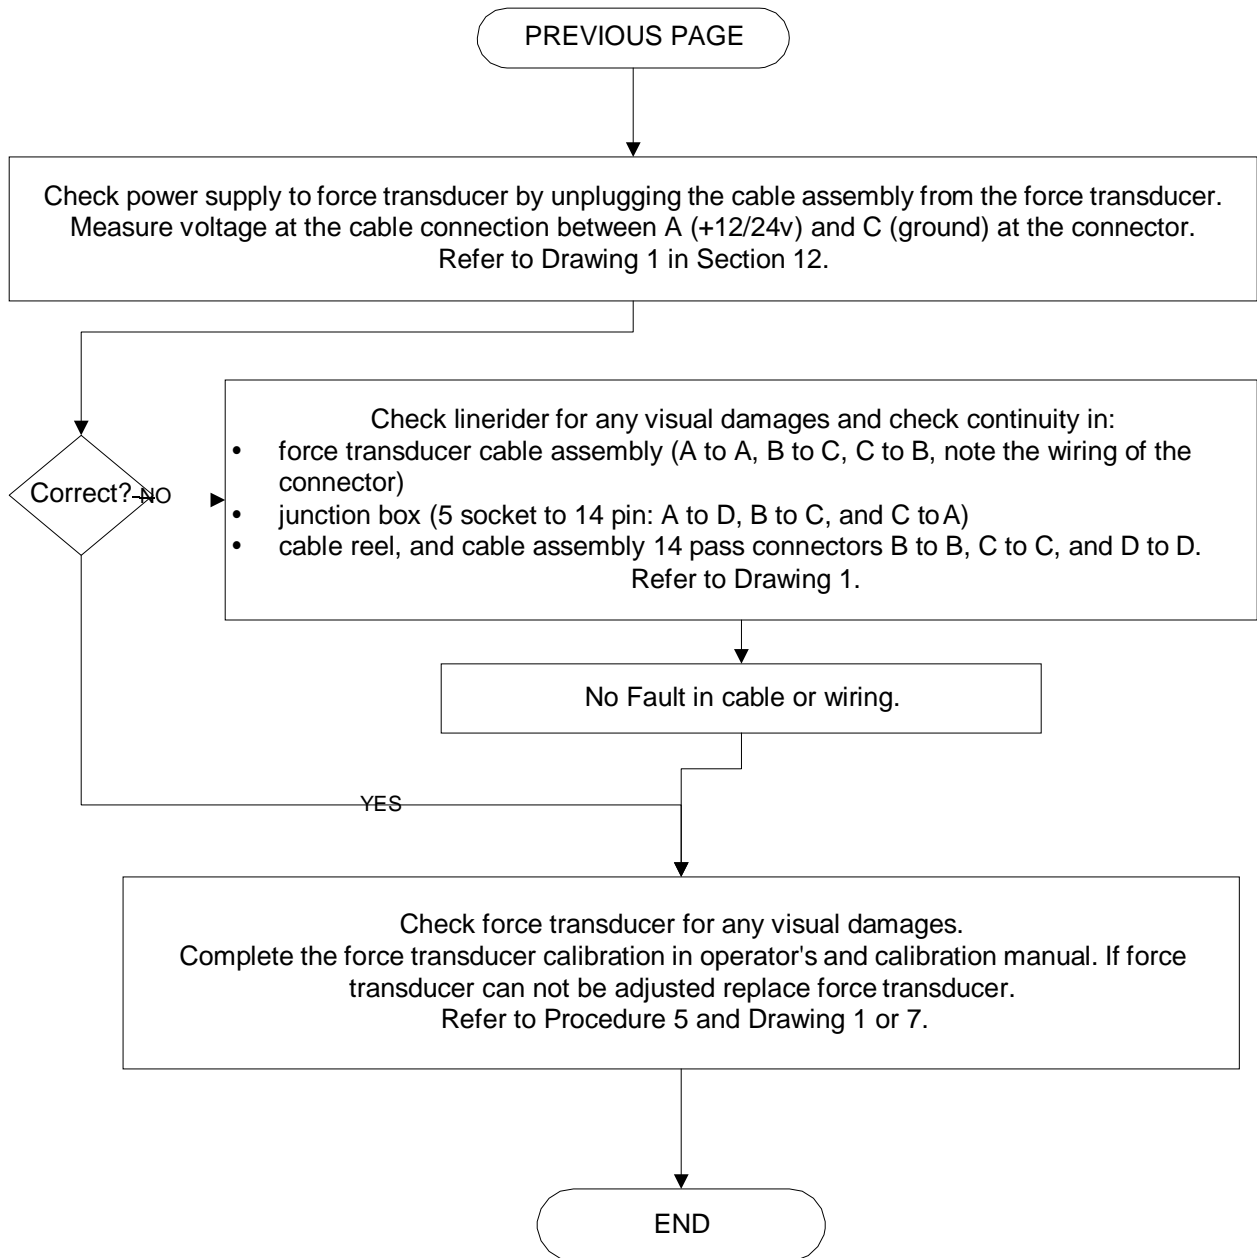 PREVIOUS PAGE
Check power supply to force transducer by unplugging the cable assembly from the force transducer.
Measure voltage at the cable connection between A (+12/24v) and C (ground) at the connector.
Refer to Drawing 1 in Section 12.
Correct?
NO
Check linerider for any visual damages and check continuity in:
• force transducer cable assembly (A to A, B to C, C to B, note the wiring of the
connector)
• junction box (5 socket to 14 pin: A to D, B to C, and C to A)
• cable reel, and cable assembly 14 pass connectors B to B, C to C, and D to D.
Refer to Drawing 1.
No Fault in cable or wiring.
YES
Check force transducer for any visual damages.
Complete the force transducer calibration in operator's and calibration manual. If force
transducer can not be adjusted replace force transducer.
Refer to Procedure 5 and Drawing 1 or 7.
END